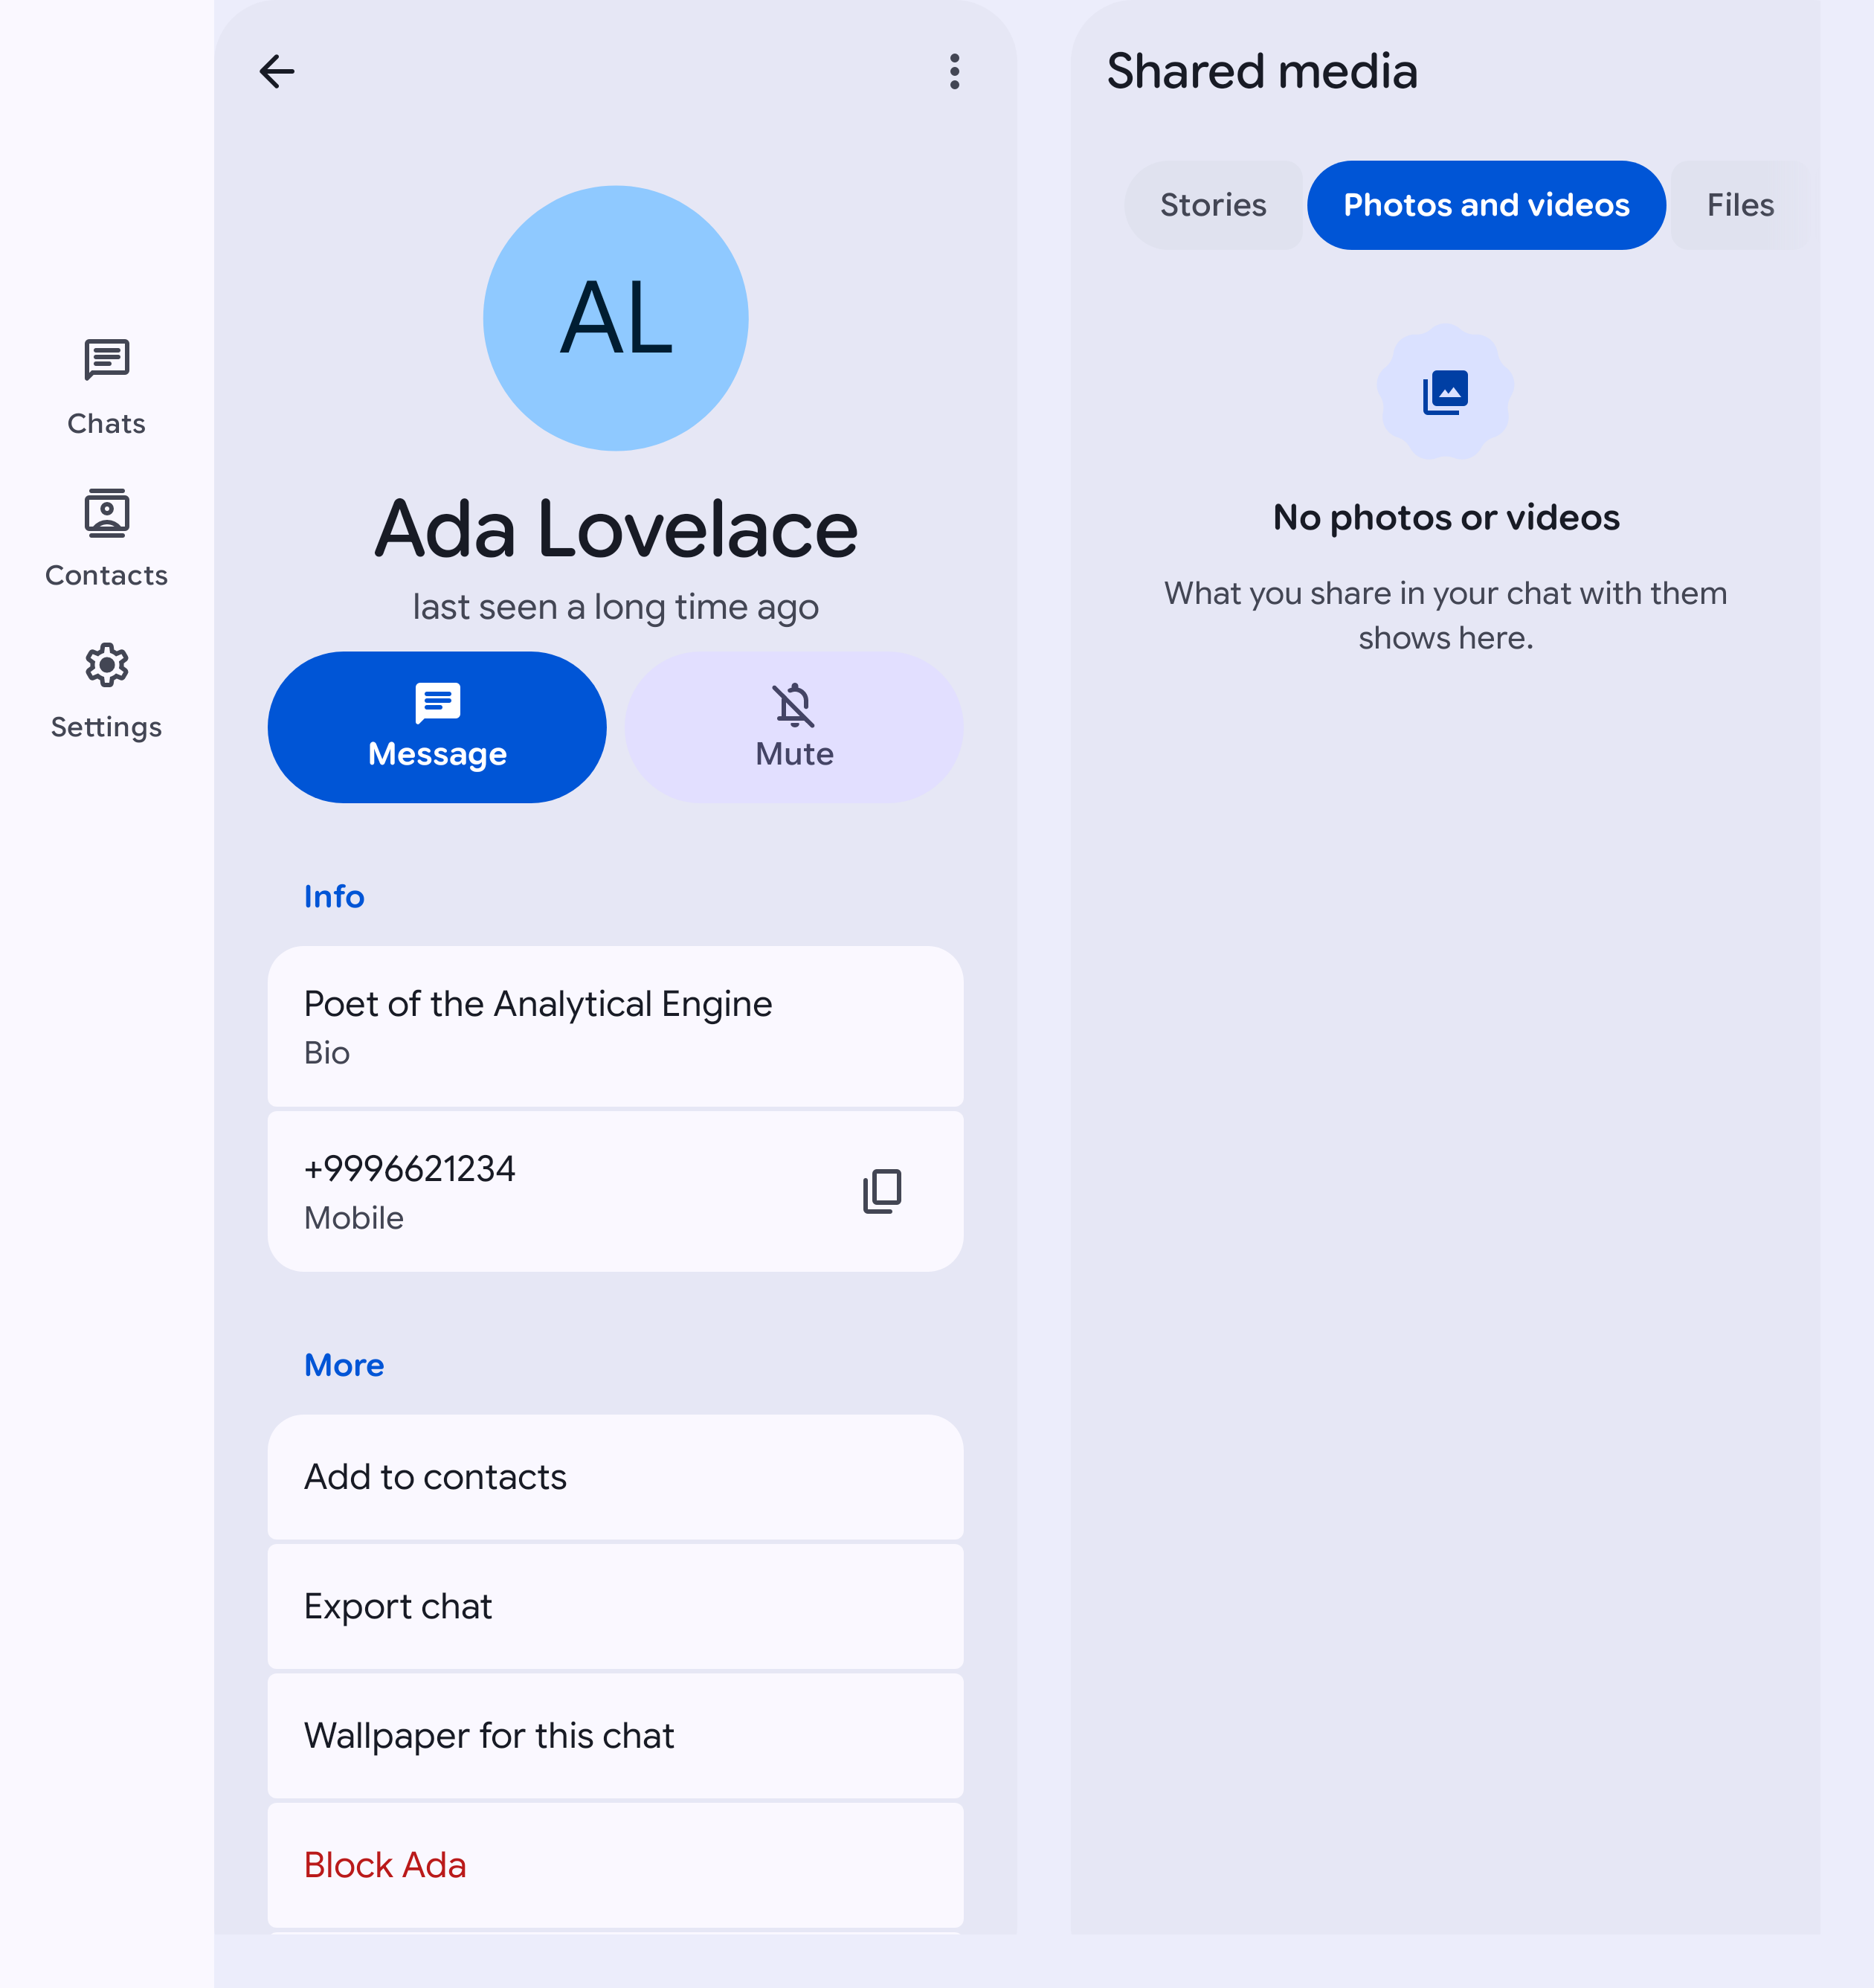 Chats
Contacts
Settings
AL
Ada Lovelace
last seen a long time ago
Message
Mute
Info
Poet of the Analytical Engine
Bio
+9996621234
Mobile
More
Add to contacts
Export chat
Wallpaper for this chat
Block Ada
Shared media
Stories
Photos and videos
Files
No photos or videos
What you share in your chat with them
shows here.